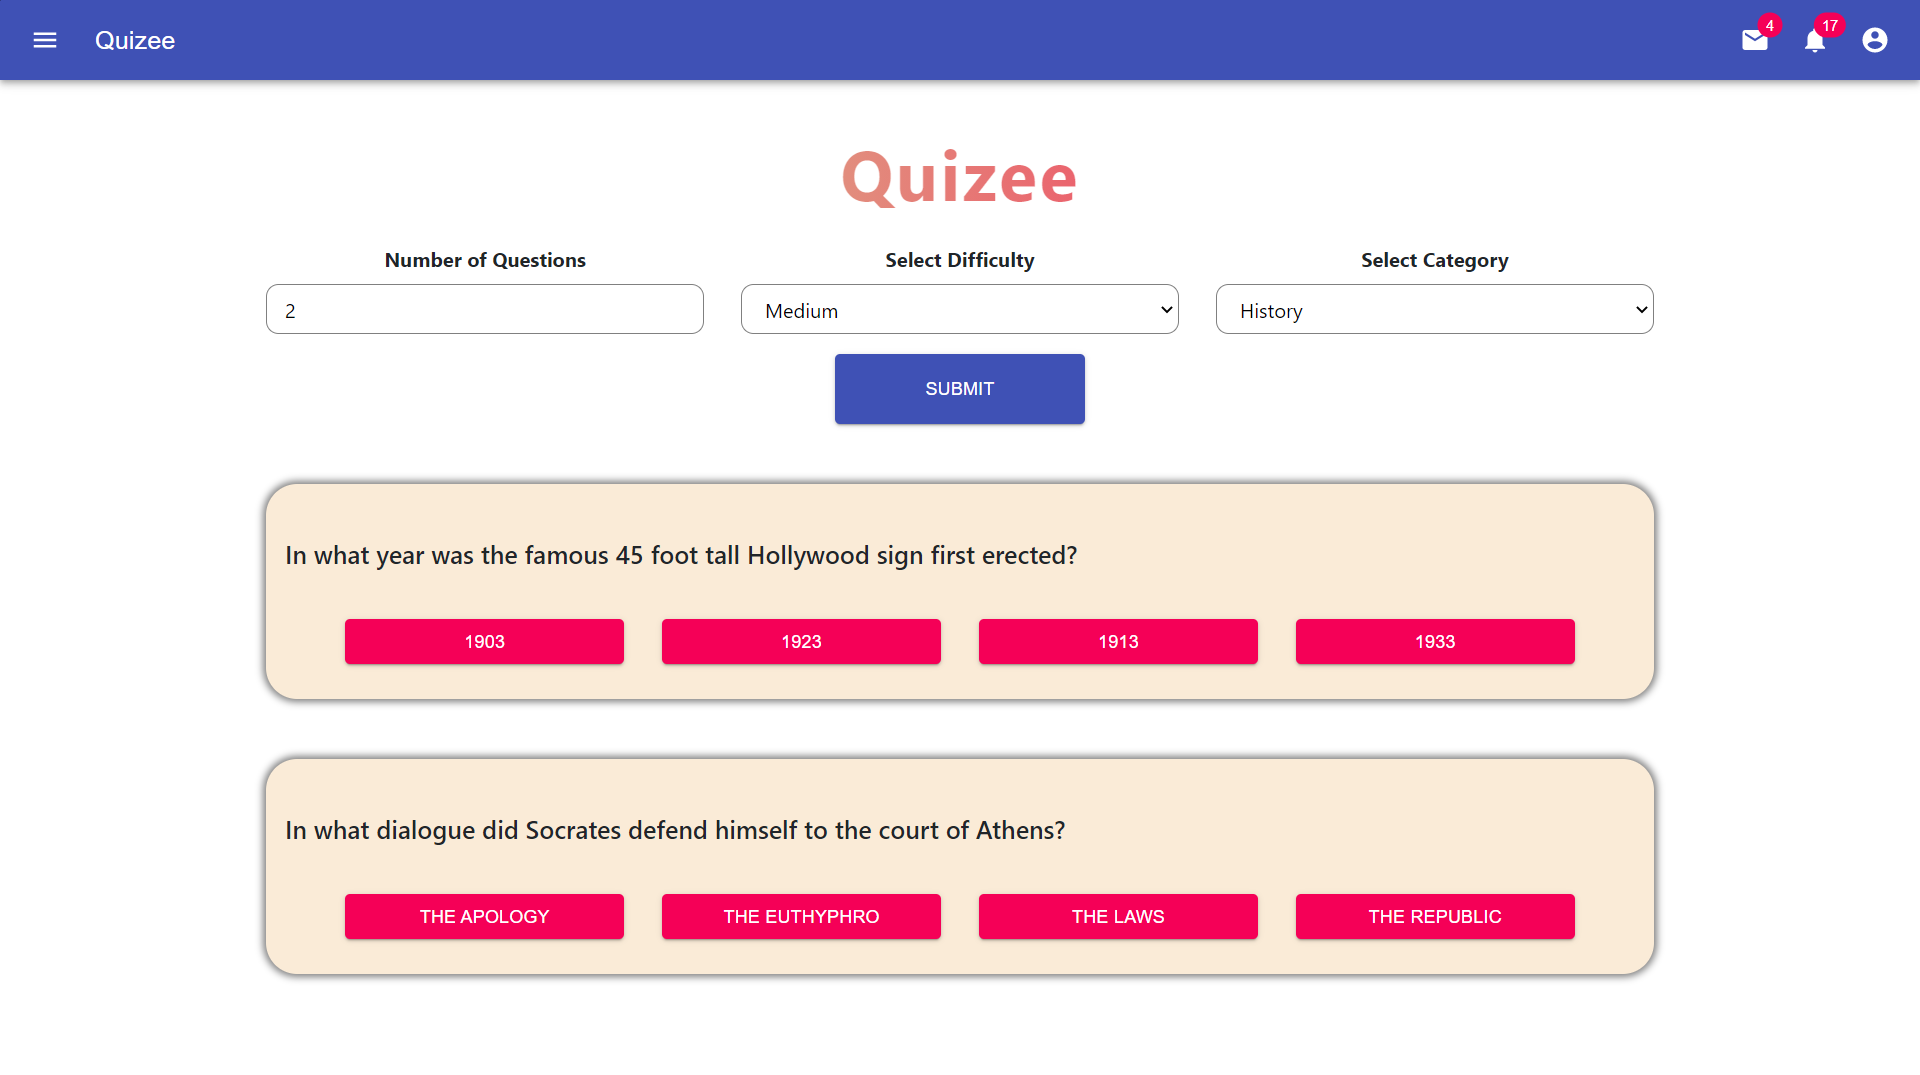 Quizee
4
17
Quizee
Number of Questions
Select Difficulty
Select Category
2
Medium
History
SUBMIT
In what year was the famous 45 foot tall Hollywood sign first erected?
1903
1923
1913
1933
In what dialogue did Socrates defend himself to the court of Athens?
THE APOLOGY
THE EUTHYPHRO
THE LAWS
THE REPUBLIC